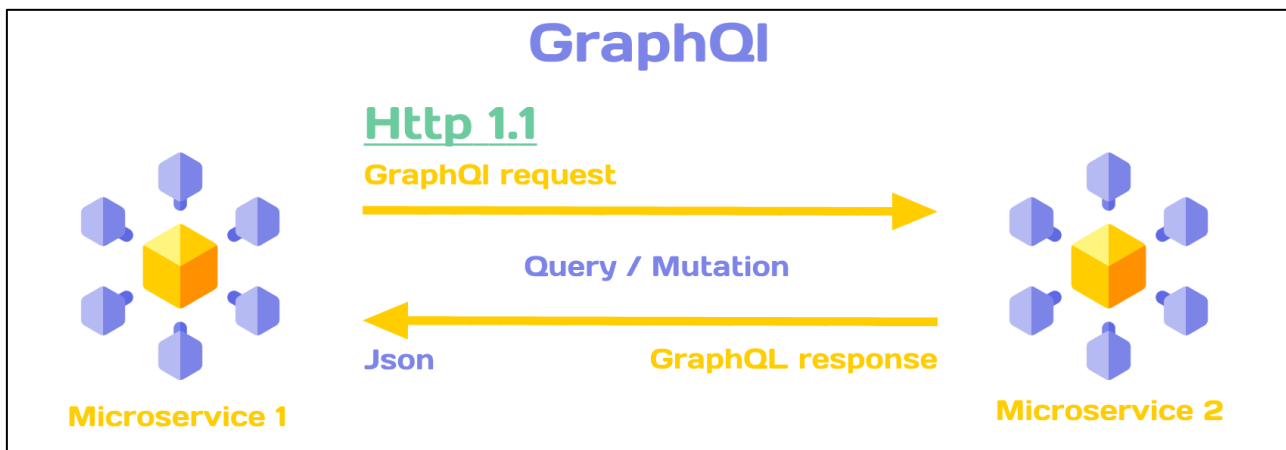 GraphQl
Http 1.1
GraphQl request
Query / Mutation
Json
GraphQL response
Microservice 1
Microservice 2